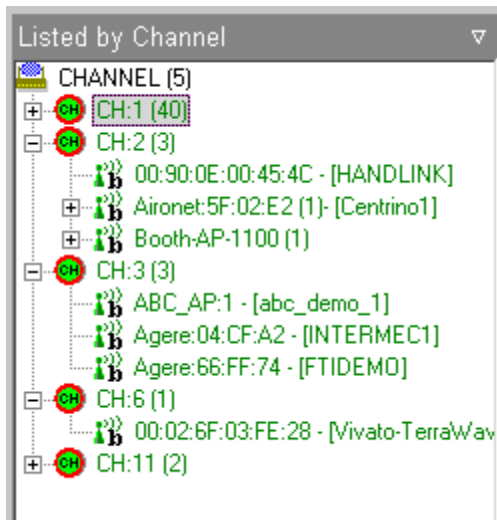 Listed by Channel
CHANNEL (5)
CH CH:1 (40)
CH CH:2 (3)
b 00:90:0E:00:45:4C - [HANDLINK]
b Aironet:5F:02:E2 (1)- [Centrino1]
b Booth-AP-1100 (1)
CH CH:3 (3)
b ABC_AP:1 - [abc_demo_1]
b Agere:04:CF:A2 - [INTERMEC1]
b Agere:66:FF:74 - [FTIDEMO]
CH CH:6 (1)
b 00:02:6F:03:FE:28 - [Vivato-TerraWav
CH CH:11 (2)